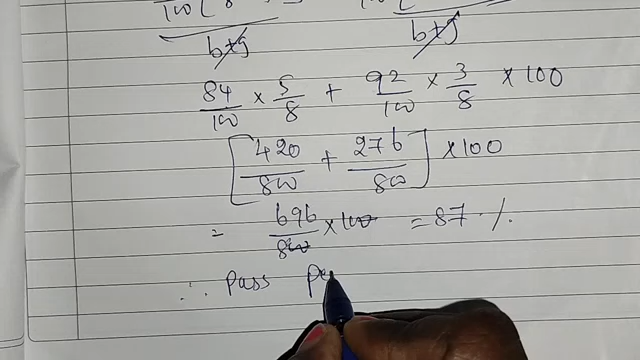 b+g b+g
84/100 × 5/8 + 92/100 × 3/8 × 100
[420/800 + 276/800] × 100
= 696/800 × 100 = 87 %
∴ Pass pe